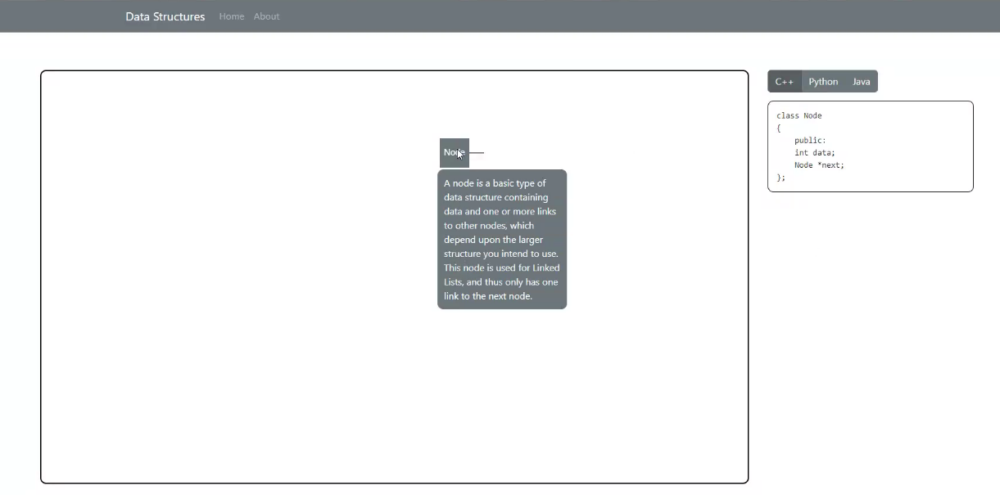 Data Structures Home About
C++ Python Java
class Node
{
    public:
    int data;
    Node *next;
};
Node
A node is a basic type of
data structure containing
data and one or more links
to other nodes, which
depend upon the larger
structure you intend to use.
This node is used for Linked
Lists, and thus only has one
link to the next node.